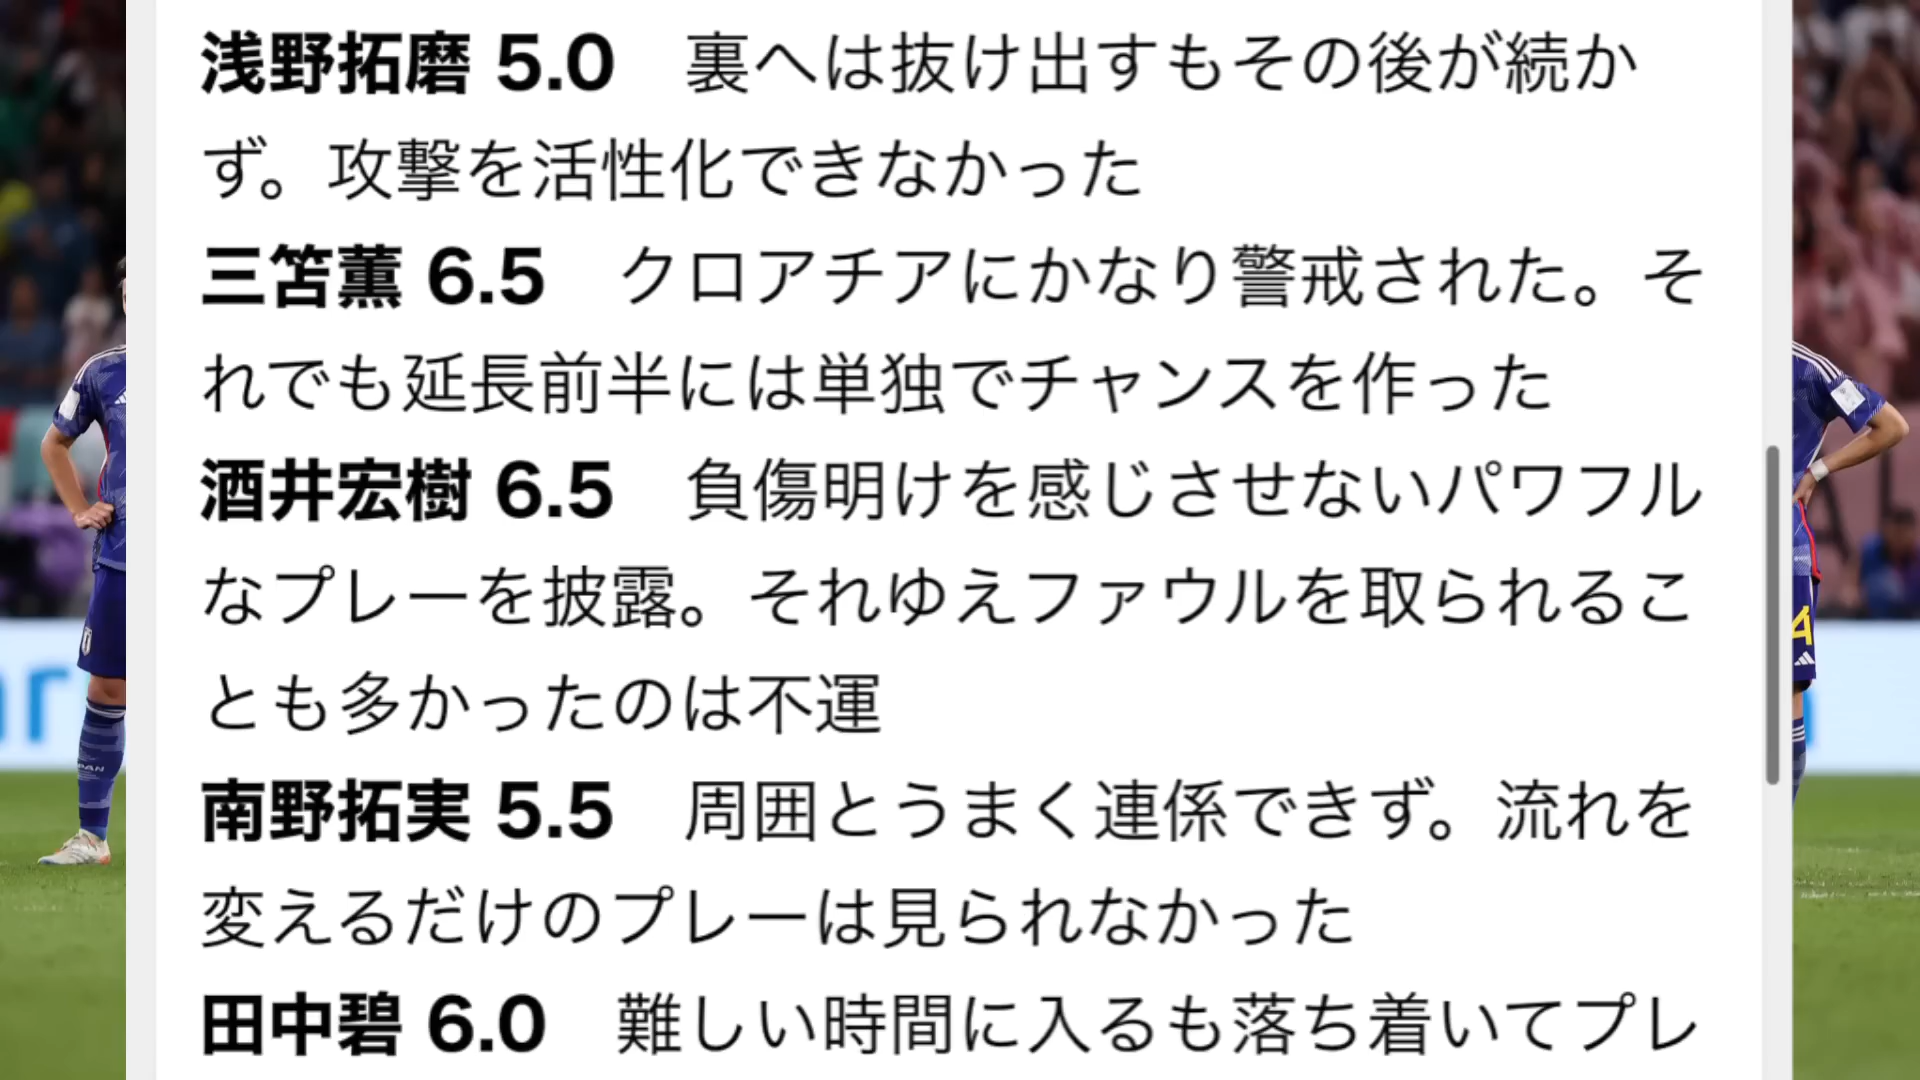 浅野拓磨 5.0　裏へは抜け出すもその後が続か
ず。攻撃を活性化できなかった
三笘薫 6.5　クロアチアにかなり警戒された。そ
れでも延長前半には単独でチャンスを作った
酒井宏樹 6.5　負傷明けを感じさせないパワフル
なプレーを披露。それゆえファウルを取られるこ
とも多かったのは不運
南野拓実 5.5　周囲とうまく連係できず。流れを
変えるだけのプレーは見られなかった
田中碧 6.0　難しい時間に入るも落ち着いてプレ
ar
PAN
4